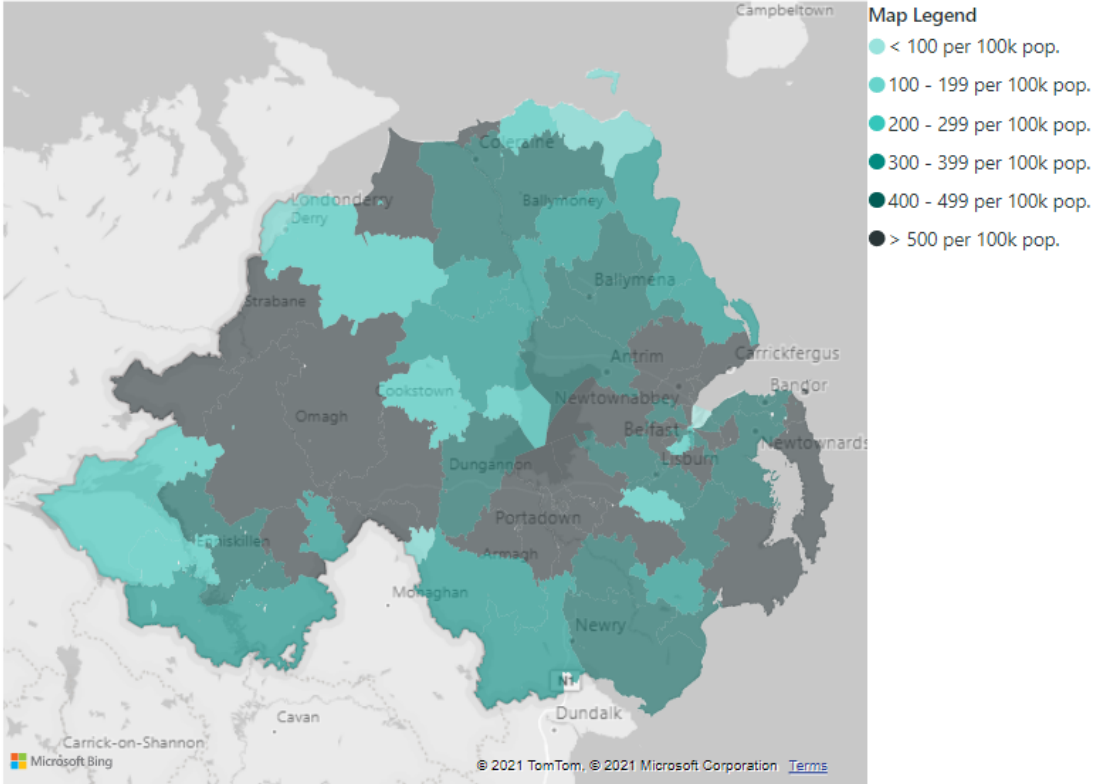 Campbeltown
Map Legend
< 100 per 100k pop.
100 - 199 per 100k pop.
200 - 299 per 100k pop.
300 - 399 per 100k pop.
400 - 499 per 100k pop.
> 500 per 100k pop.
Coleraine
Londonderry
Derry
Ballymoney
Ballymena
Strabane
Antrim
Carrickfergus
Cookstown
Newtownabbey
Bangor
Omagh
Belfast
Newtownards
Dungannon
Lisburn
Portadown
Enniskillen
Armagh
Monaghan
Newry
N1
Dundalk
Cavan
Carrick-on-Shannon
Microsoft Bing
© 2021 TomTom, © 2021 Microsoft Corporation Terms